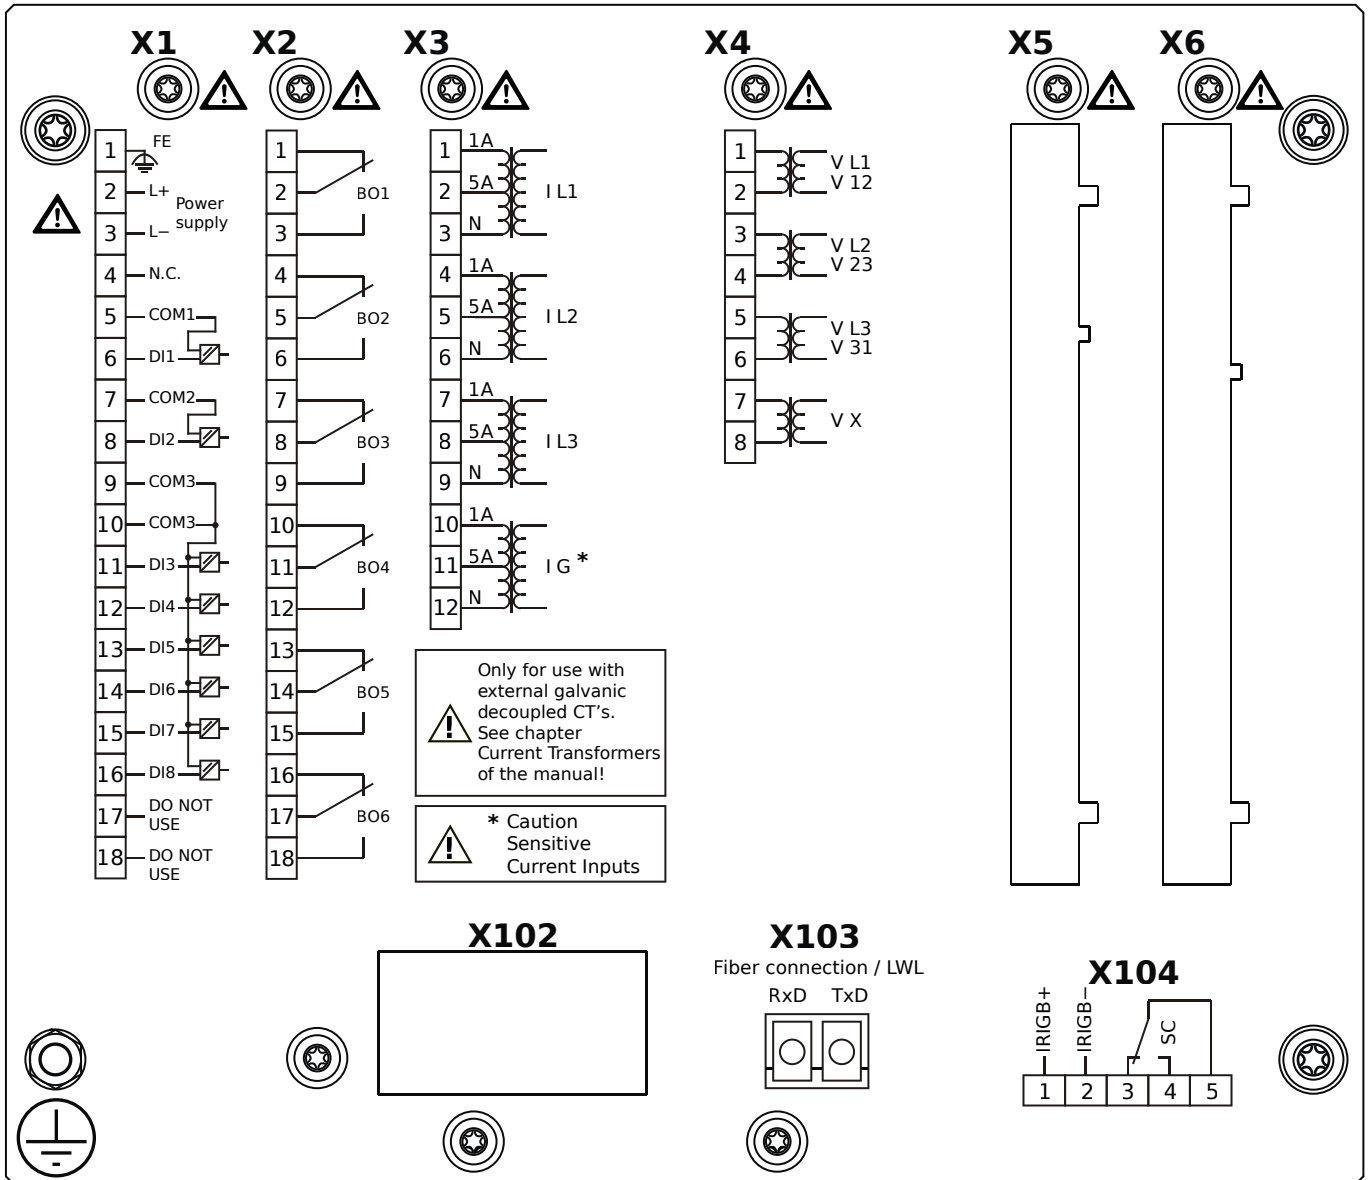 X1
X2
X3
X4
X5
X6
1 FE
2 L+
Power
supply
3 L−
4 N.C.
5 COM1
6 DI1
7 COM2
8 DI2
9 COM3
10 COM3
11 DI3
12 DI4
13 DI5
14 DI6
15 DI7
16 DI8
17 DO NOT
USE
18 DO NOT
USE
1
2 BO1
3
4
5 BO2
6
7
8 BO3
9
10
11 BO4
12
13
14 BO5
15
16
17 BO6
18
1 1A
2 5A I L1
3 N
4 1A
5 5A I L2
6 N
7 1A
8 5A I L3
9 N
10 1A
11 5A I G *
12 N
Only for use with
external galvanic
decoupled CT's.
See chapter
Current Transformers
of the manual!
* Caution
Sensitive
Current Inputs
1 V L1
2 V 12
3 V L2
4 V 23
5 V L3
6 V 31
7 V X
8
X102
X103
Fiber connection / LWL
RxD TxD
X104
IRIGB+
IRIGB−
SC
1 2 3 4 5